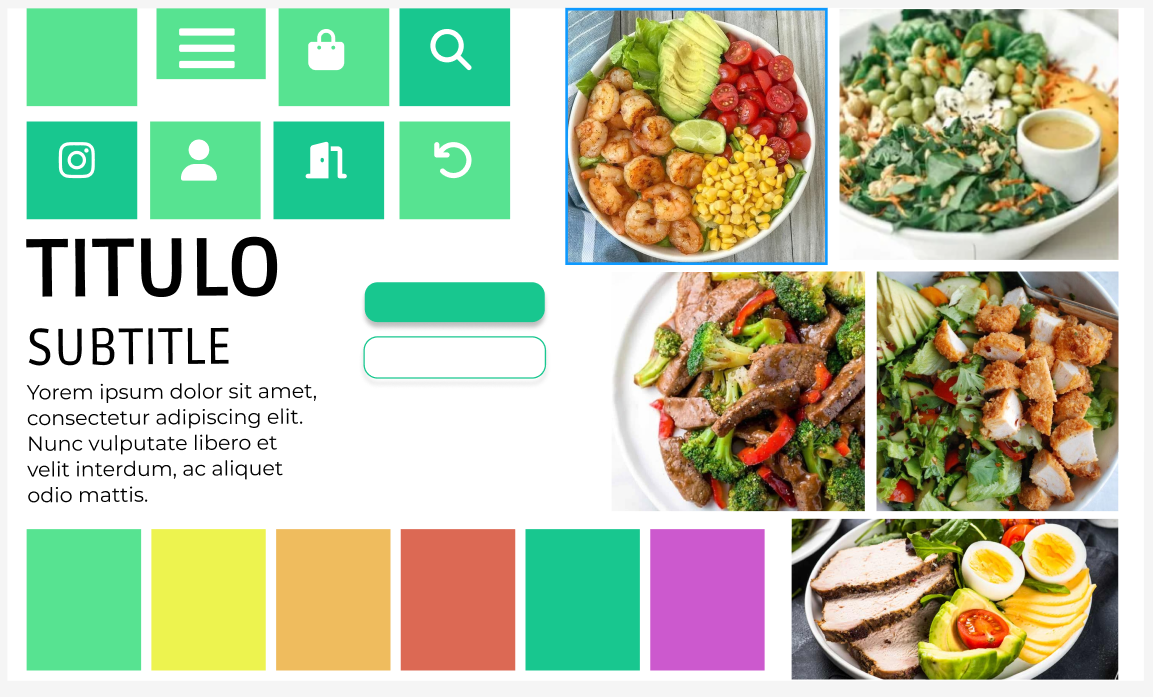 TITULO
SUBTITLE
Yorem ipsum dolor sit amet,
consectetur adipiscing elit.
Nunc vulputate libero et
velit interdum, ac aliquet
odio mattis.